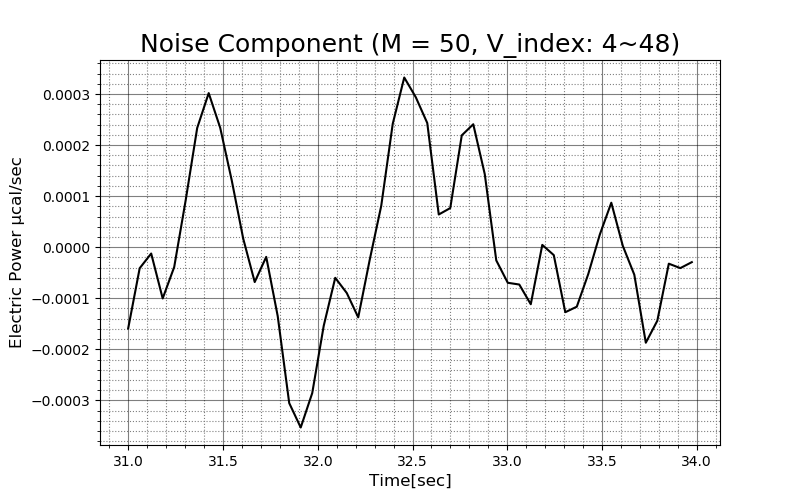 Noise Component (M = 50, V_index: 4~48)
Electric Power μcal/sec
0.0003
0.0002
0.0001
0.0000
−0.0001
−0.0002
−0.0003
31.0 31.5 32.0 32.5 33.0 33.5 34.0
Time[sec]